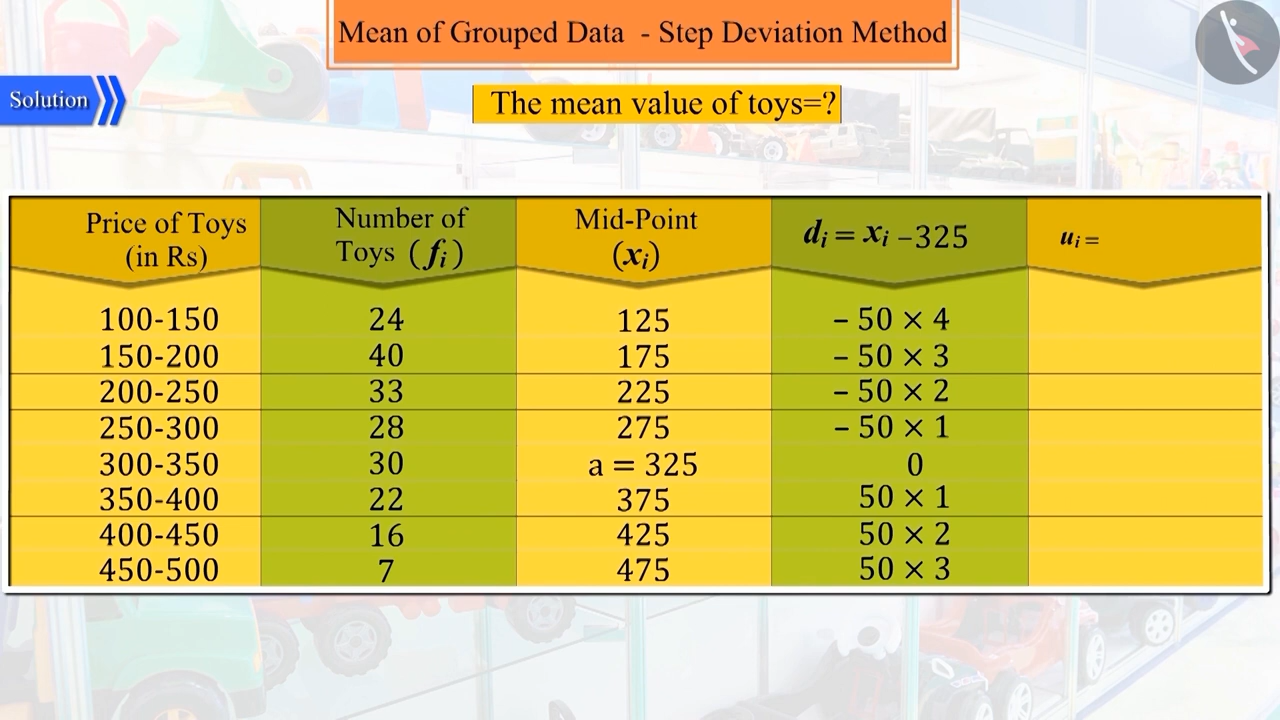 Mean of Grouped Data - Step Deviation Method
Solution
The mean value of toys=?
Price of Toys (in Rs) Number of Toys (fᵢ) Mid-Point (xᵢ) dᵢ = xᵢ −325 uᵢ =
100-150 24 125 − 50 × 4
150-200 40 175 − 50 × 3
200-250 33 225 − 50 × 2
250-300 28 275 − 50 × 1
300-350 30 a = 325 0
350-400 22 375 50 × 1
400-450 16 425 50 × 2
450-500 7 475 50 × 3